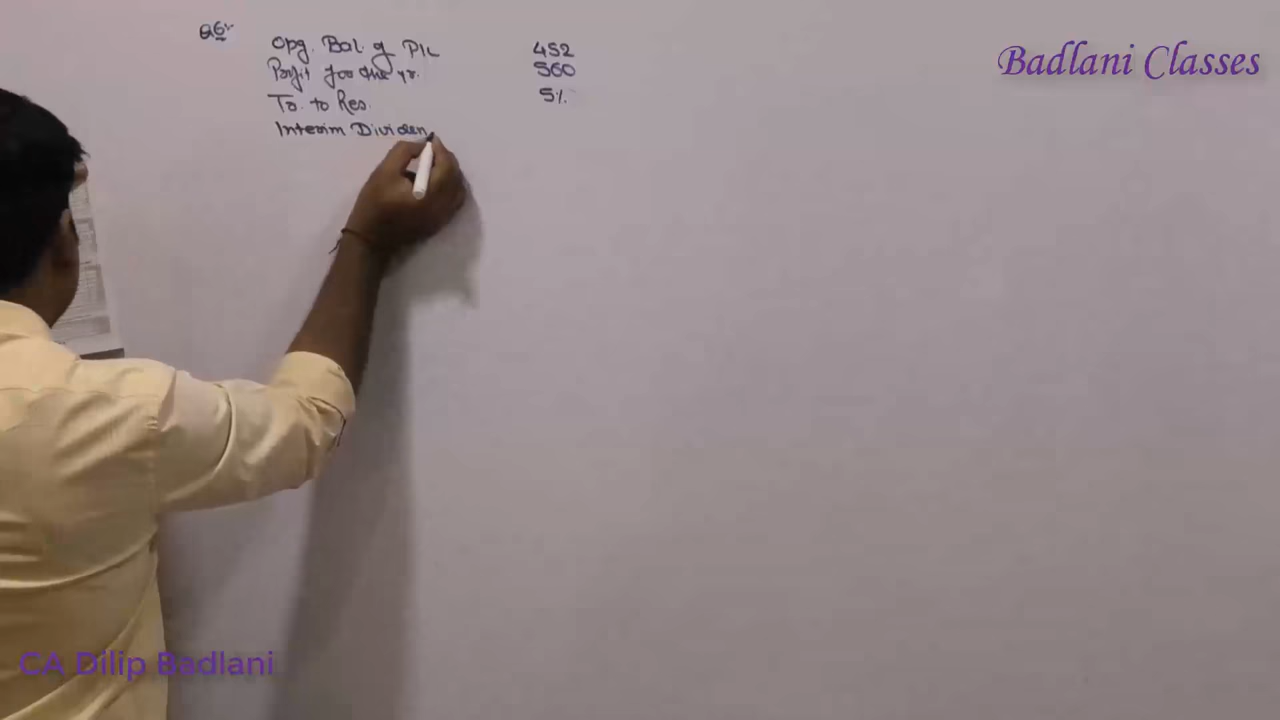 Q6:-
Opg. Bal. of P/L 452
Profit for the yr. 560
To. to Res. 5%
Interim Dividen
Badlani Classes
CA Dilip Badlani